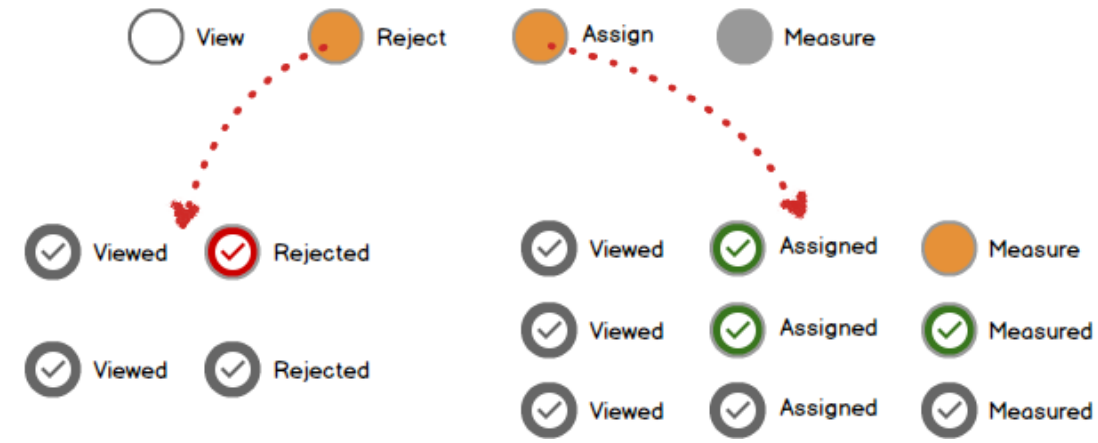 View Reject Assign Measure
Viewed Rejected Viewed Assigned Measure
Viewed Assigned Measured
Viewed Rejected
Viewed Assigned Measured